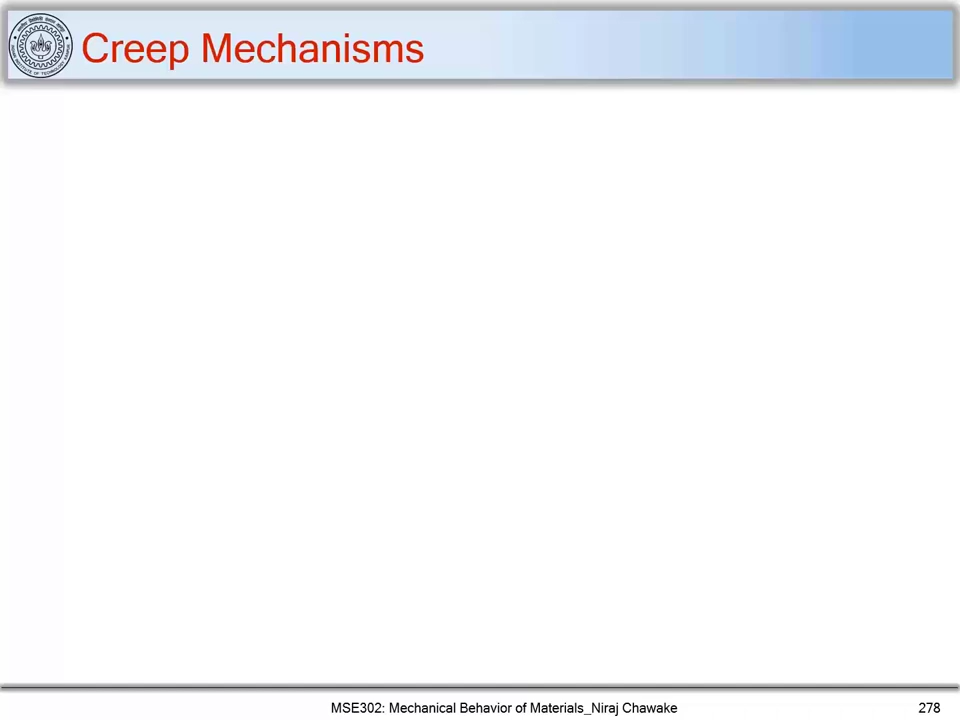 Creep Mechanisms
MSE302: Mechanical Behavior of Materials_Niraj Chawake
278